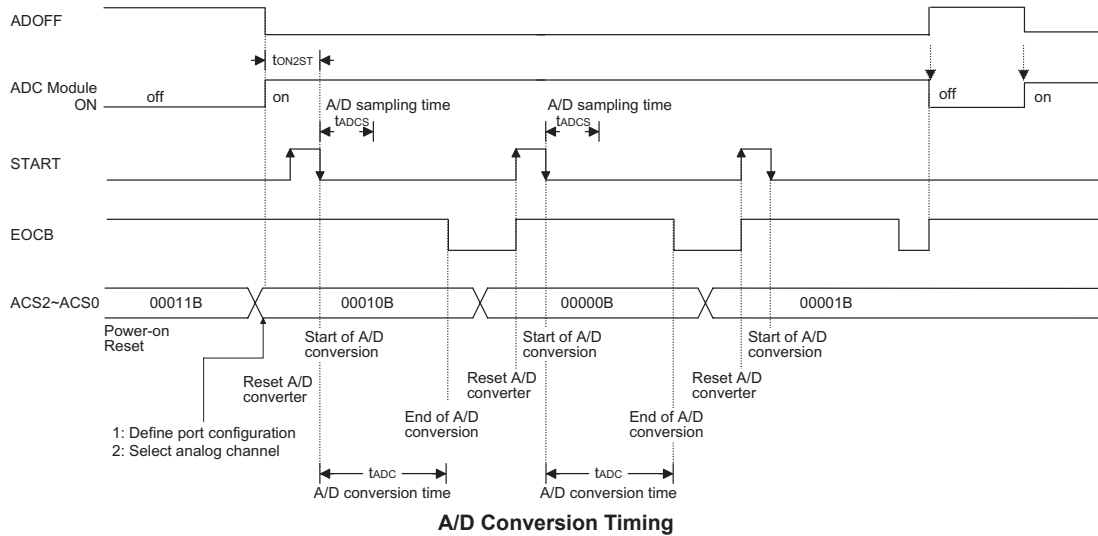 ADOFF
tON2ST
ADC Module
ON
off
on
off
on
A/D sampling time
tADCS
A/D sampling time
tADCS
START
EOCB
ACS2~ACS0
00011B
00010B
00000B
00001B
Power-on
Reset
Start of A/D
conversion
Start of A/D
conversion
Start of A/D
conversion
Reset A/D
converter
Reset A/D
converter
Reset A/D
converter
End of A/D
conversion
End of A/D
conversion
1: Define port configuration
2: Select analog channel
tADC
A/D conversion time
tADC
A/D conversion time
A/D Conversion Timing